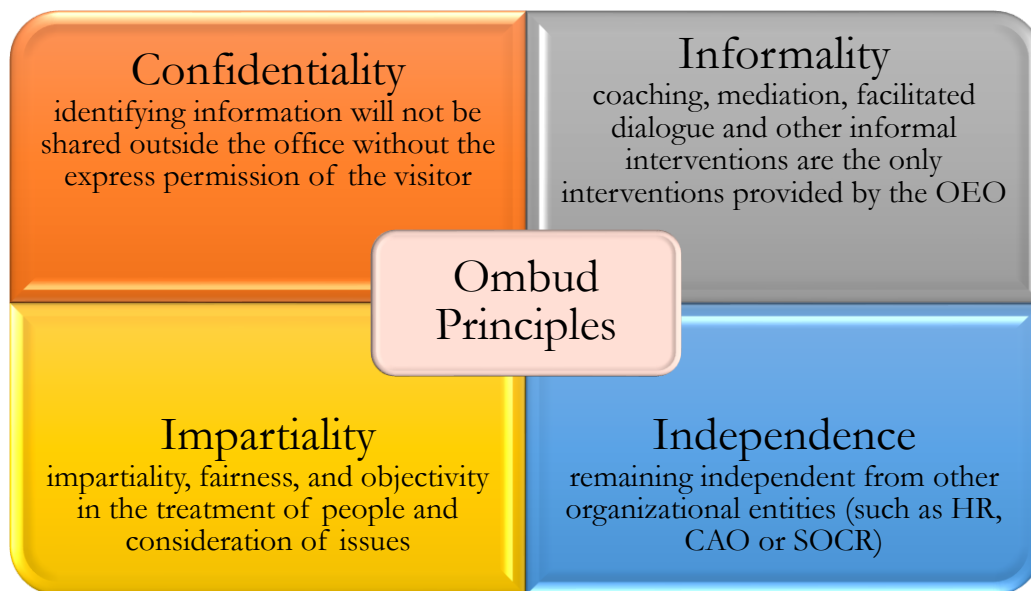 Confidentiality
identifying information will not be
shared outside the office without the
express permission of the visitor
Informality
coaching, mediation, facilitated
dialogue and other informal
interventions are the only
interventions provided by the OEO
Ombud
Principles
Impartiality
impartiality, fairness, and objectivity
in the treatment of people and
consideration of issues
Independence
remaining independent from other
organizational entities (such as HR,
CAO or SOCR)